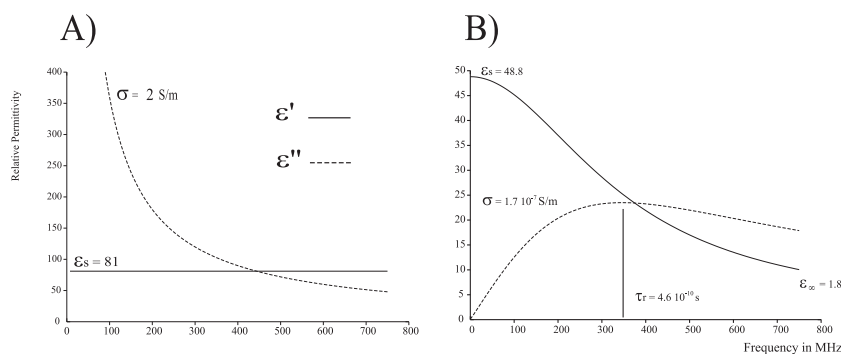 A)
Relative Permittivity
400
350
300
250
200
150
100
50
0
0 100 200 300 400 500 600 700 800
σ = 2 S/m
ε'
ε"
εs = 81
B)
50
45
40
35
30
25
20
15
10
5
0
0 100 200 300 400 500 600 700 800
εs = 48.8
σ = 1.7 10⁻⁷ S/m
τr = 4.6 10⁻¹⁰ s
ε∞ = 1.8
Frequency in MHz